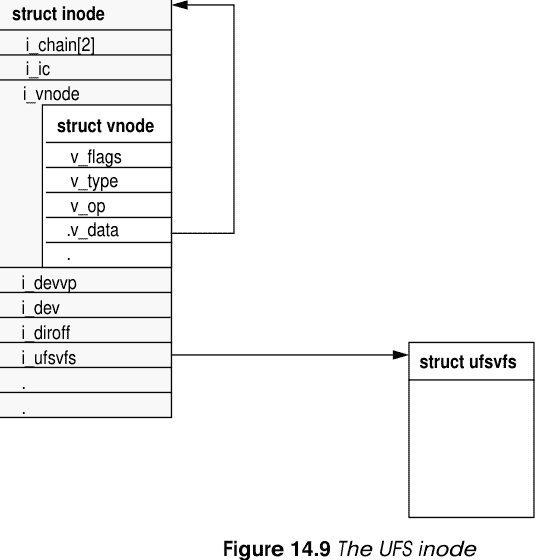 struct inode
i_chain[2]
i_ic
i_vnode
struct vnode
v_flags
v_type
v_op
.v_data
.
i_devvp
i_dev
i_diroff
i_ufsvfs
struct ufsvfs
.
.
Figure 14.9 The UFS inode